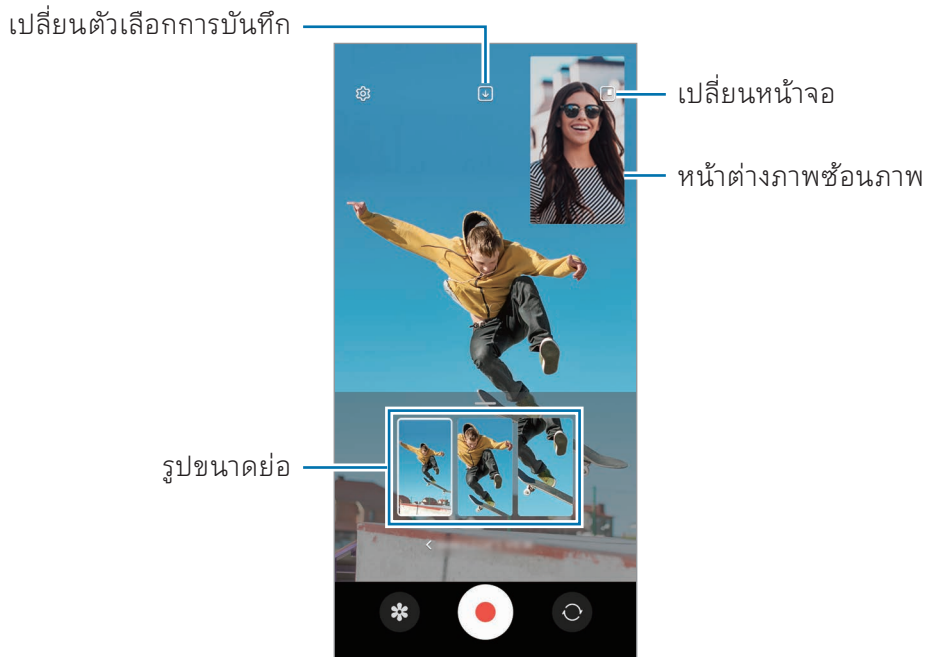 เปลี่ยนตัวเลือกการบันทึก
เปลี่ยนหน้าจอ
หน้าต่างภาพซ้อนภาพ
รูปขนาดย่อ